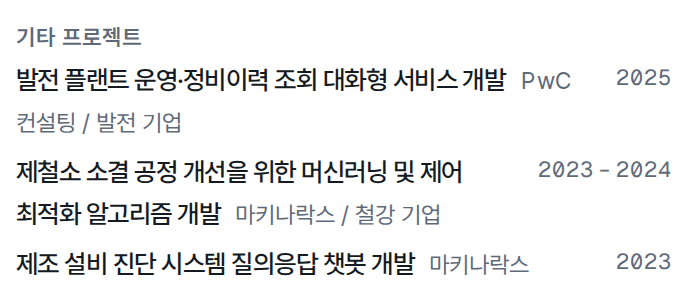 기타 프로젝트
발전 플랜트 운영·정비이력 조회 대화형 서비스 개발 PwC 2025
컨설팅 / 발전 기업
제철소 소결 공정 개선을 위한 머신러닝 및 제어 2023 – 2024
최적화 알고리즘 개발 마키나락스 / 철강 기업
제조 설비 진단 시스템 질의응답 챗봇 개발 마키나락스 2023